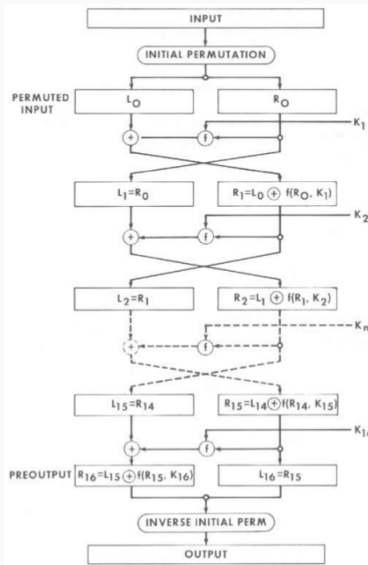 INPUT
INITIAL PERMUTATION
PERMUTED
INPUT
L0 R0
+ f K1
L1=R0 R1=L0 ⊕ f(R0, K1)
K2
+ f
L2=R1 R2=L1 ⊕ f(R1, K2)
Kn
+ f
L15=R14 R15=L14 ⊕ f(R14, K15)
K16
+ f
PREOUTPUT R16=L15 ⊕ f(R15, K16) L16=R15
INVERSE INITIAL PERM
OUTPUT